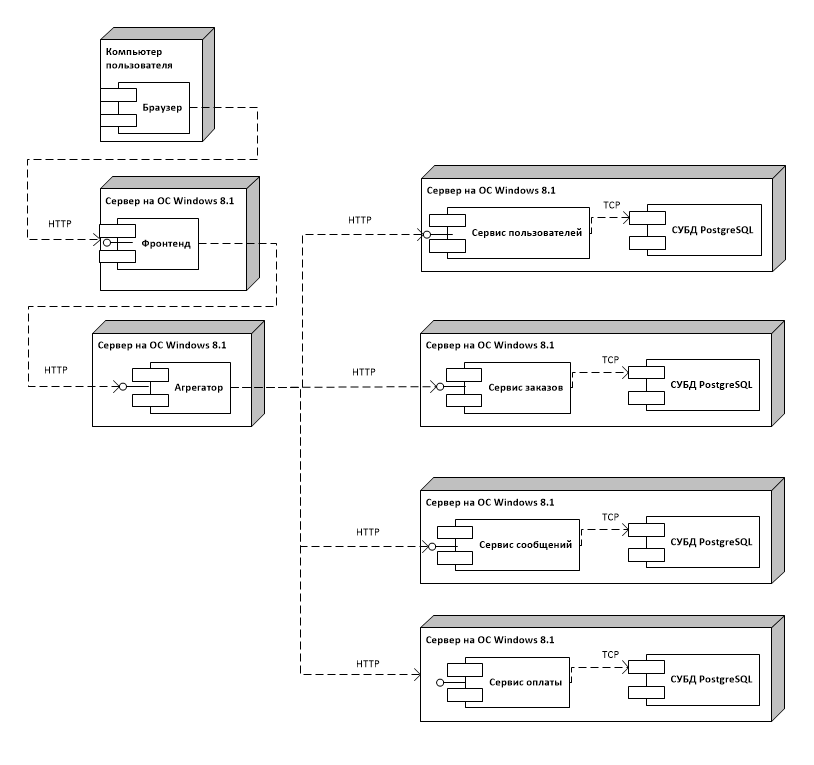 Компьютер
пользователя
Браузер
HTTP
Сервер на ОС Windows 8.1
Фронтенд
HTTP
Сервер на ОС Windows 8.1
Агрегатор
HTTP
Сервер на ОС Windows 8.1
Сервис пользователей
TCP
СУБД PostgreSQL
HTTP
Сервер на ОС Windows 8.1
Сервис заказов
TCP
СУБД PostgreSQL
HTTP
Сервер на ОС Windows 8.1
Сервис сообщений
TCP
СУБД PostgreSQL
HTTP
Сервер на ОС Windows 8.1
Сервис оплаты
TCP
СУБД PostgreSQL